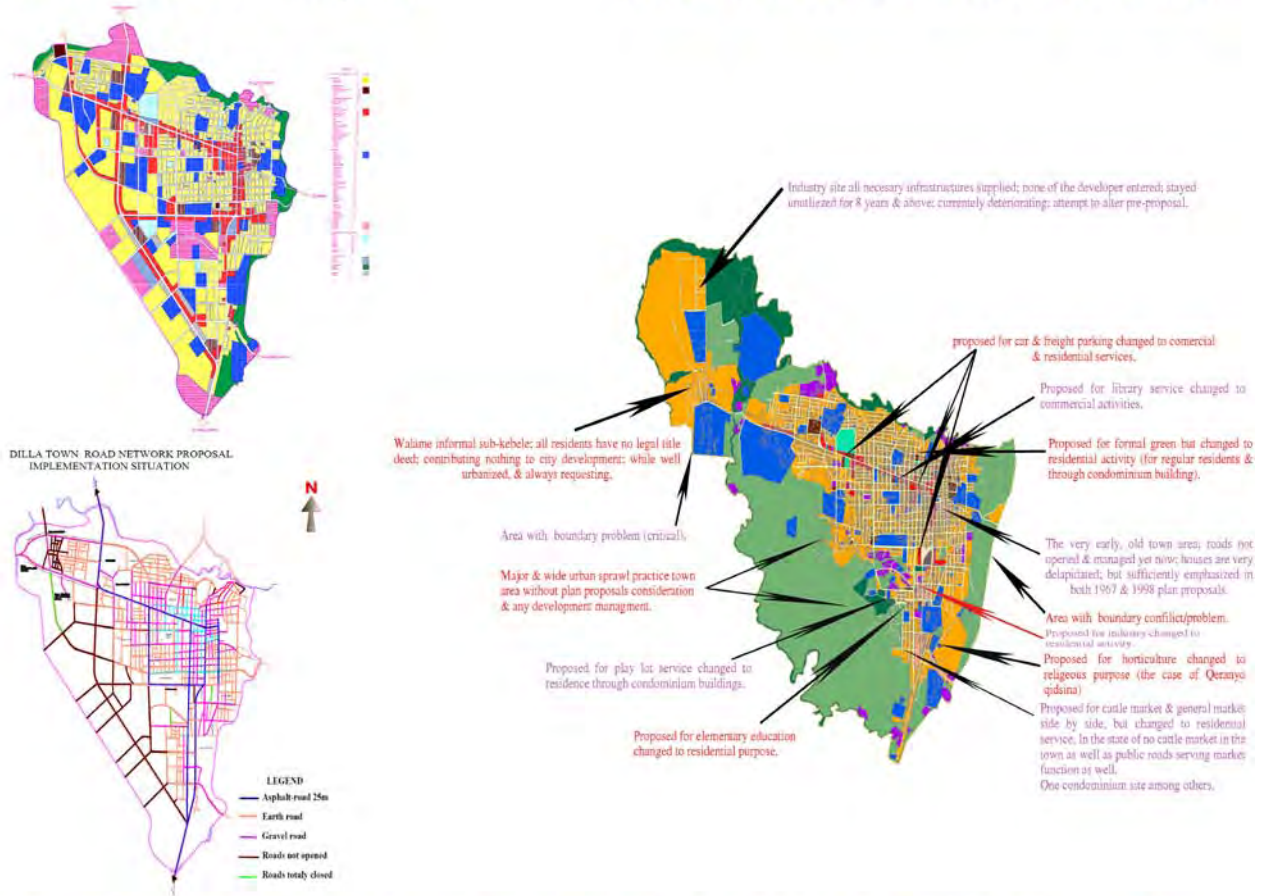 Industry site all necesary infrastructures supplied; none of the developer entered; stayed
unutilezed for 8 years & above; currentely deteriorating; attempt to alter pre-proposal.
proposed for car & freight parking changed to comercial
& residential services.
Proposed for library service changed to
commercial activities.
Walame informal sub-kebele; all residents have no legal title
deed; contributing nothing to city development; while well
urbanized, & always requesting.
Proposed for formal green but changed to
residential activity (for regular residents &
through condominium building).
DILLA TOWN ROAD NETWORK PROPOSAL
IMPLEMENTATION SITUATION
N
Area with boundary problem (critical).
The very early, old town area; roads not
opened & managed yet now; houses are very
delapidated; but sufficiently emphasized in
both 1967 & 1998 plan proposals.
Major & wide urban sprawl practice town
area without plan proposals consideration
& any development managment.
Area with boundary confilict/problem.
Proposed for industry changed to
residential activity.
Proposed for play lot service changed to
residence through condominium buildings.
Proposed for horticulture changed to
religious purpose (the case of Qeranyo
qidsina)
Proposed for elementary education
changed to residential purpose.
Proposed for cattle market & general market
side by side, but changed to residential
service. In the state of no cattle market in the
town as well as public roads serving market
function as well.
One condominium site among others.
LEGEND
Asphalt-road 25m
Earth road
Gravel road
Roads not opened
Roads totaly closed